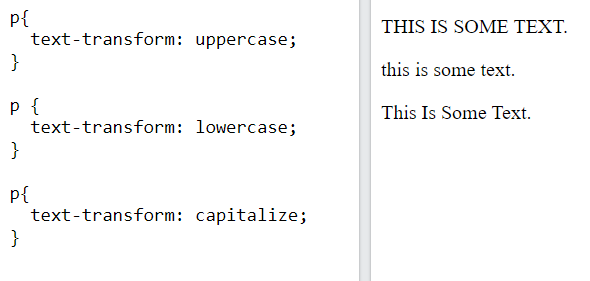 p{
  text-transform: uppercase;
}
p {
  text-transform: lowercase;
}
p{
  text-transform: capitalize;
}
THIS IS SOME TEXT.
this is some text.
This Is Some Text.